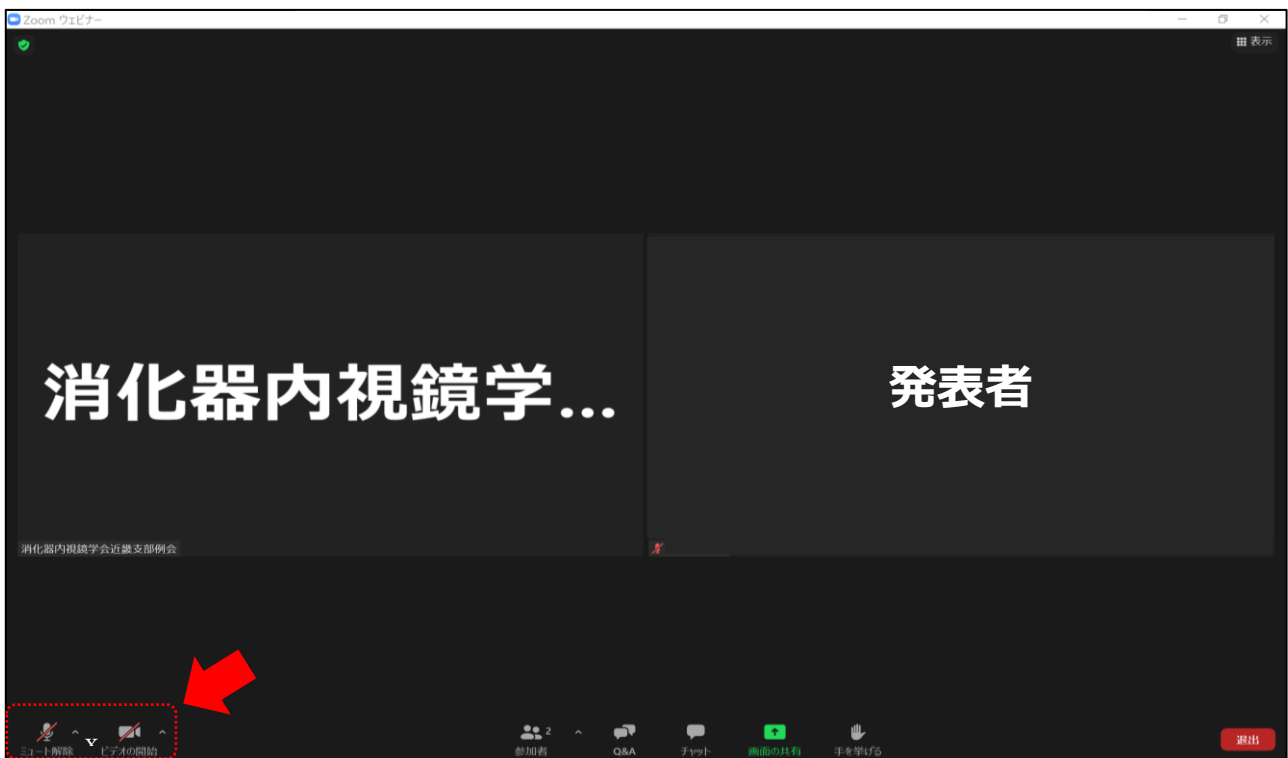 Zoom ウェビナー
表示
消化器内視鏡学...
発表者
消化器内視鏡学会近畿支部例会
ミュート解除 v ビデオの開始 参加者 2 Q&A チャット 画面の共有 手を挙げる 退出